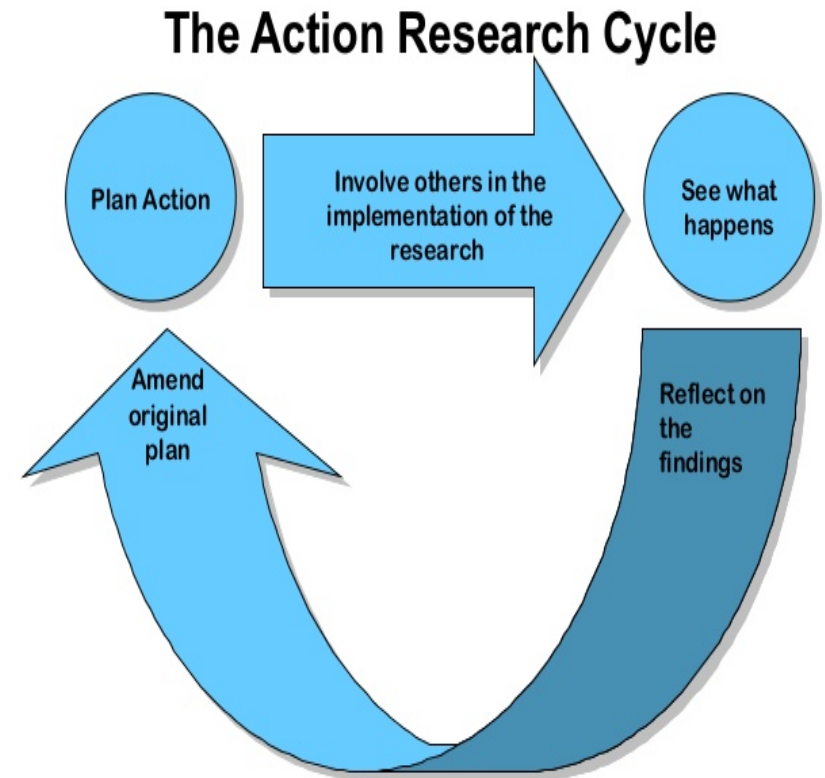 The Action Research Cycle
Plan Action
Involve others in the
implementation of the
research
See what
happens
Reflect on
the
findings
Amend
original
plan